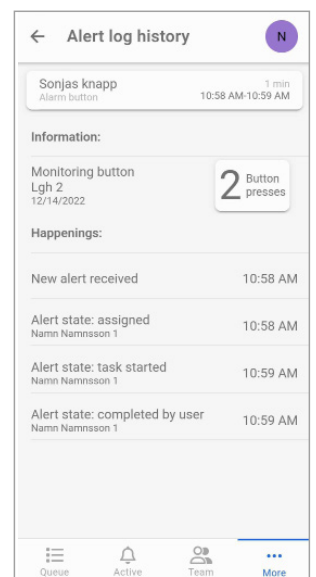 Alert log history
N
Sonjas knapp
1 min
Alarm button
10:58 AM-10:59 AM
Information:
Monitoring button
Lgh 2
12/14/2022
2 Button presses
Happenings:
New alert received 10:58 AM
Alert state: assigned
Namn Namnsson 1
10:58 AM
Alert state: task started
Namn Namnsson 1
10:59 AM
Alert state: completed by user
Namn Namnsson 1
10:59 AM
Queue Active Team More